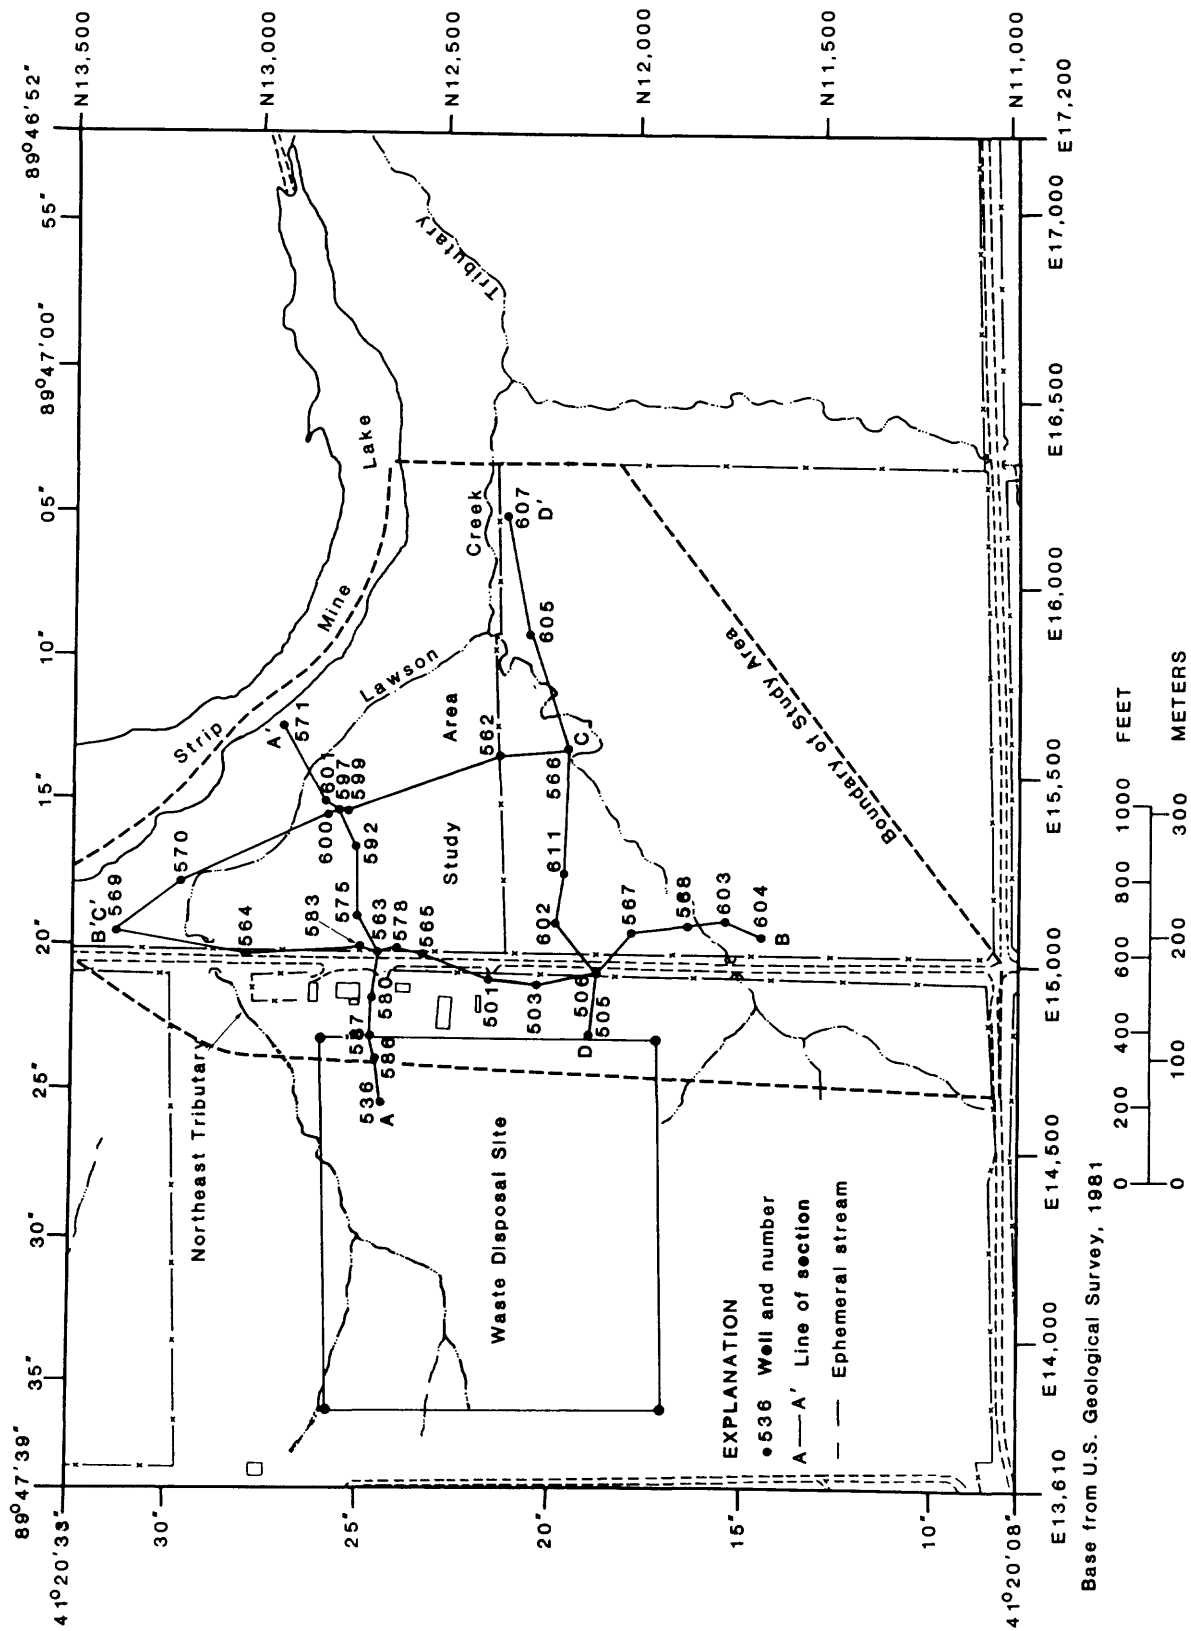 89°47'39"
35"
30"
25"
20"
15"
10"
05"
89°47'00"
55"
89°46'52"
41°20'33"
30"
25"
20"
15"
10"
41°20'08"
N13,500
N13,000
N12,500
N12,000
N11,500
N11,000
E13,610
E14,000
E14,500
E15,000
E15,500
E16,000
E16,500
E17,000
E17,200
Strip
Mine
Lake
B'C'
569
570
Northeast Tributary
564
583
A'
571
601
600
597
599
592
575
563
578
565
580
587
586
536
A
Lawson
Creek
Tributary
Study
Area
562
501
503
506
505
D
602
611
566
C
605
607
D'
567
568
603
604
B
Waste Disposal Site
Boundary of Study Area
EXPLANATION
•536 Well and number
A—A' Line of section
— — Ephemeral stream
Base from U.S. Geological Survey, 1981
0 200 400 600 800 1000 FEET
0 100 200 300 METERS